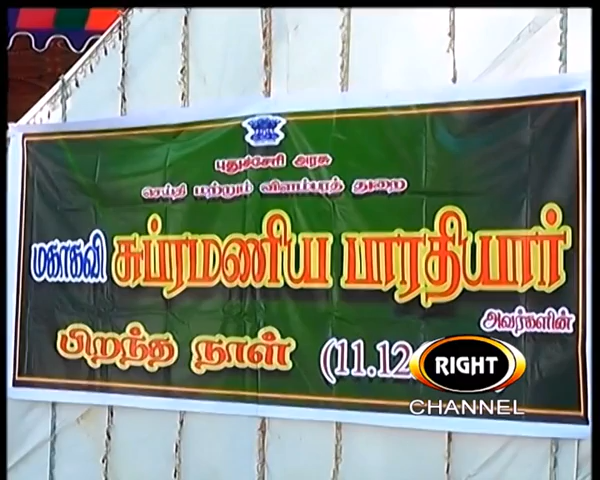 புதுச்சேரி அரசு
செய்தி மற்றும் விளம்பரத் துறை
மகாகவி சுப்ரமணிய பாரதியார்
அவர்களின்
பிறந்த நாள் (11.12
RIGHT
CHANNEL